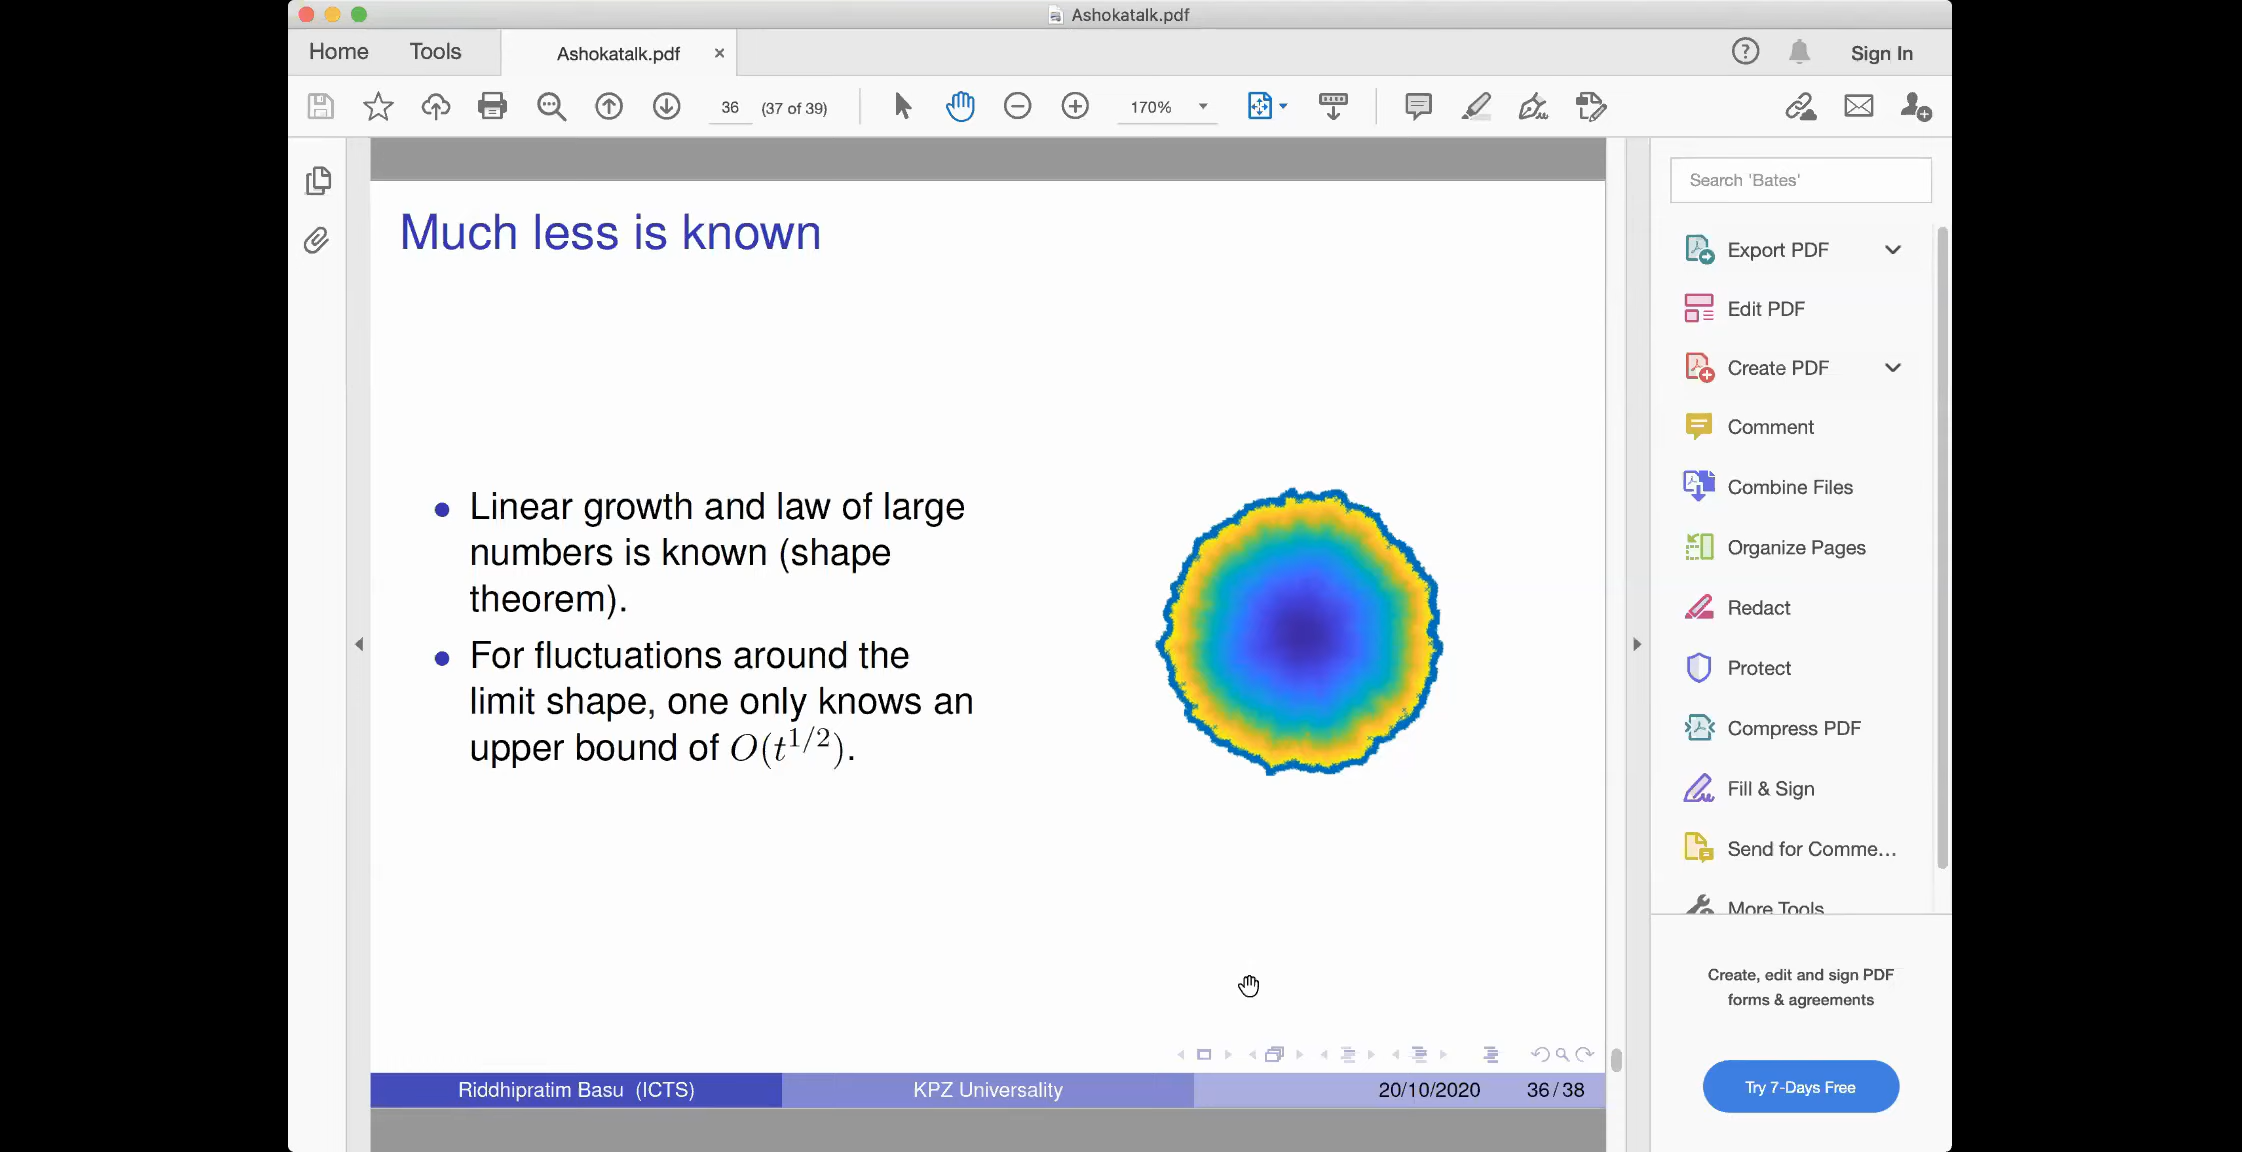 Ashokatalk.pdf
Home Tools Ashokatalk.pdf × Sign In
36 (37 of 39) 170%
Search 'Bates'
Much less is known
Linear growth and law of large
numbers is known (shape
theorem).
For fluctuations around the
limit shape, one only knows an
upper bound of O(t^{1/2}).
Riddhipratim Basu (ICTS) KPZ Universality 20/10/2020 36/38
Export PDF
Edit PDF
Create PDF
Comment
Combine Files
Organize Pages
Redact
Protect
Compress PDF
Fill & Sign
Send for Comme...
More Tools
Create, edit and sign PDF
forms & agreements
Try 7-Days Free